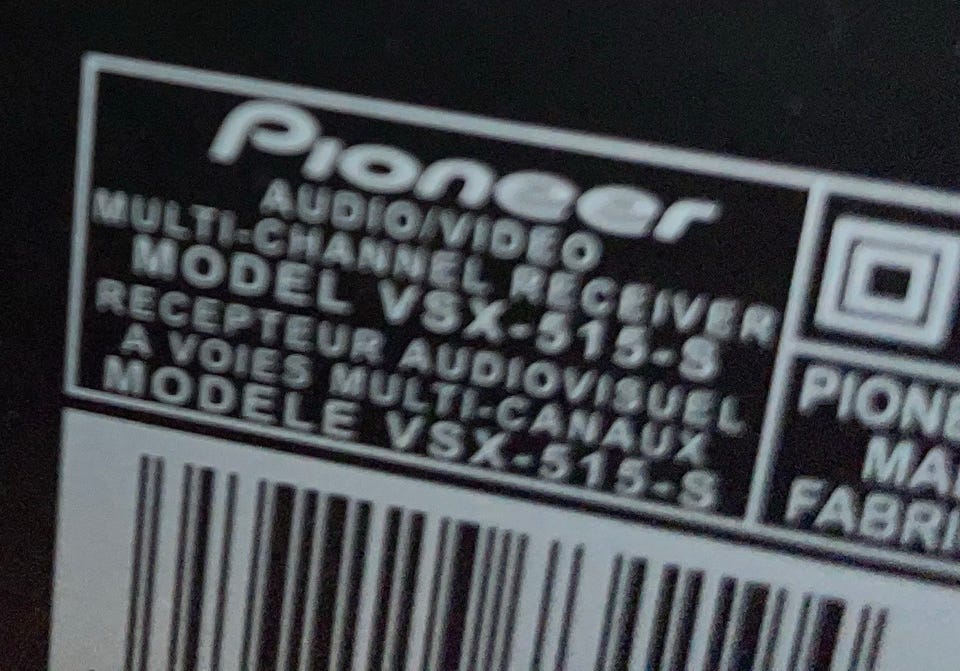 Pioneer
AUDIO/VIDEO
MULTI-CHANNEL RECEIVER
MODEL VSX-515-S
RECEPTEUR AUDIOVISUEL
A VOIES MULTI-CANAUX
MODELE VSX-515-S
PIONE
MA
FABRI